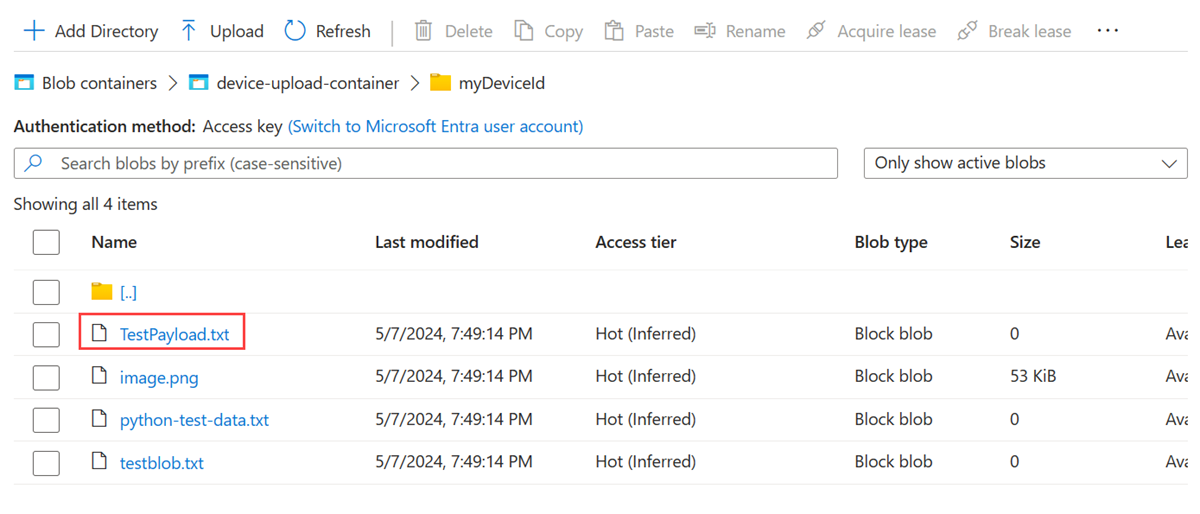 Add Directory Upload Refresh Delete Copy Paste Rename Acquire lease Break lease ...
Blob containers > device-upload-container > myDeviceId
Authentication method: Access key (Switch to Microsoft Entra user account)
Search blobs by prefix (case-sensitive) Only show active blobs
Showing all 4 items
Name Last modified Access tier Blob type Size Lea
[..]
TestPayload.txt 5/7/2024, 7:49:14 PM Hot (Inferred) Block blob 0 Ava
image.png 5/7/2024, 7:49:14 PM Hot (Inferred) Block blob 53 KiB Ava
python-test-data.txt 5/7/2024, 7:49:14 PM Hot (Inferred) Block blob 0 Ava
testblob.txt 5/7/2024, 7:49:14 PM Hot (Inferred) Block blob 0 Ava